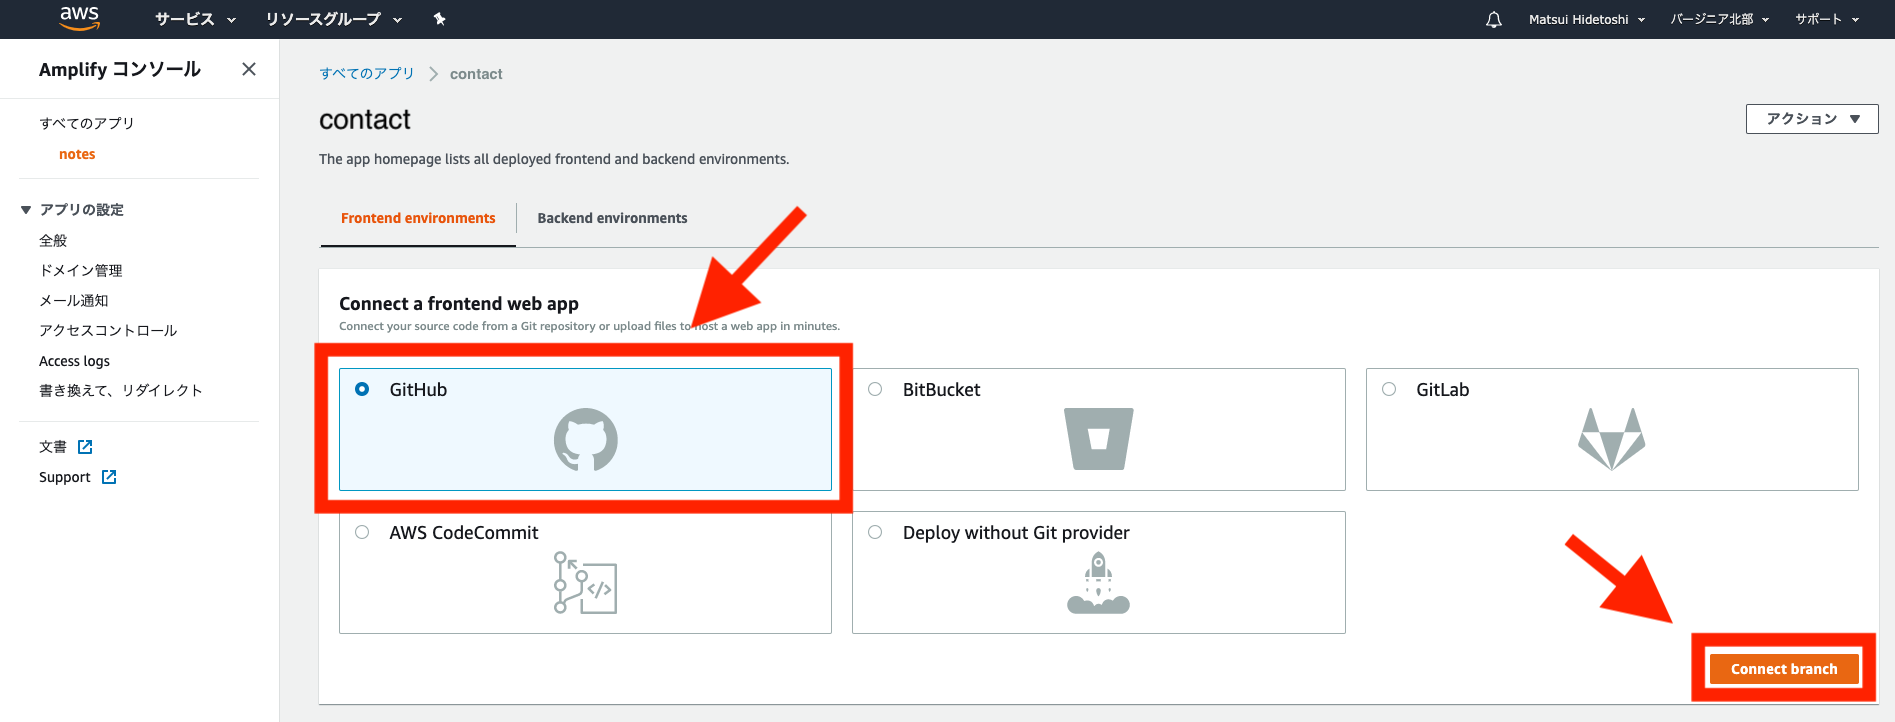 aws サービス リソースグループ Matsui Hidetoshi バージニア北部 サポート
Amplify コンソール
すべてのアプリ
notes
アプリの設定
全般
ドメイン管理
メール通知
アクセスコントロール
Access logs
書き換えて、リダイレクト
文書
Support
すべてのアプリ contact
contact
アクション
The app homepage lists all deployed frontend and backend environments.
Frontend environments Backend environments
Connect a frontend web app
Connect your source code from a Git repository or upload files to host a web app in minutes.
GitHub BitBucket GitLab
AWS CodeCommit Deploy without Git provider
Connect branch